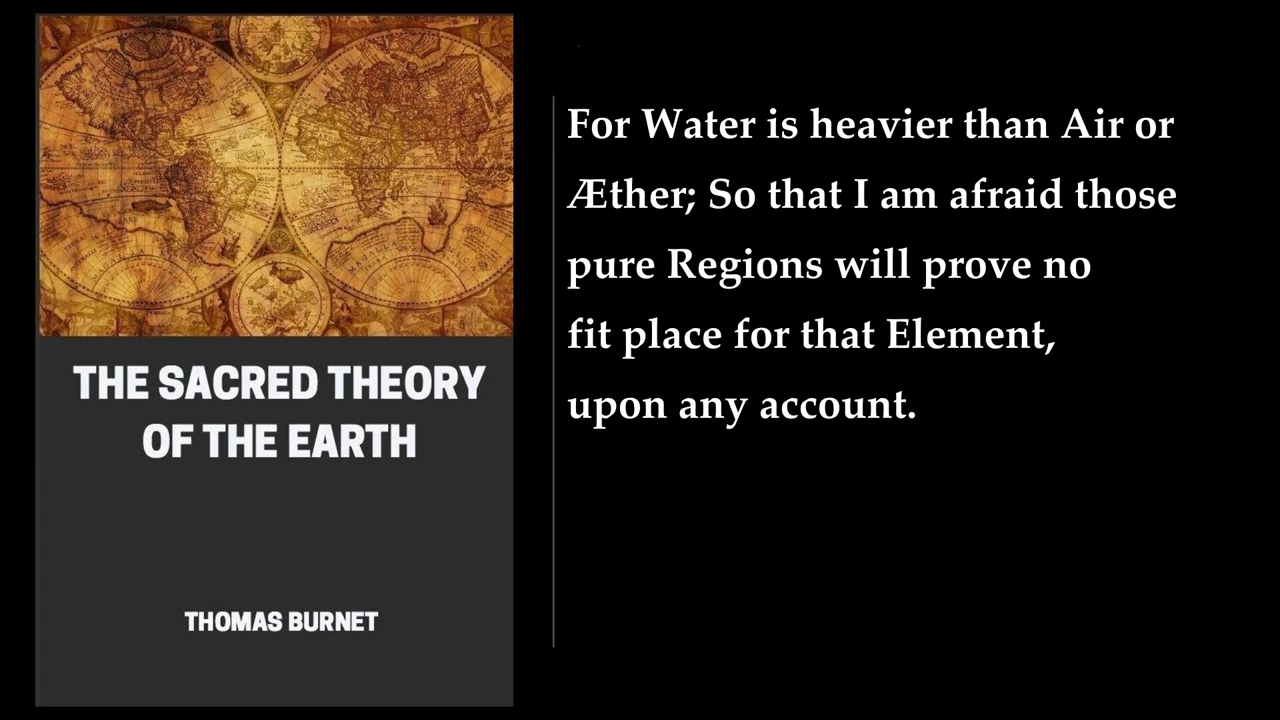 THE SACRED THEORY
OF THE EARTH
THOMAS BURNET
For Water is heavier than Air or
Æther; So that I am afraid those
pure Regions will prove no
fit place for that Element,
upon any account.